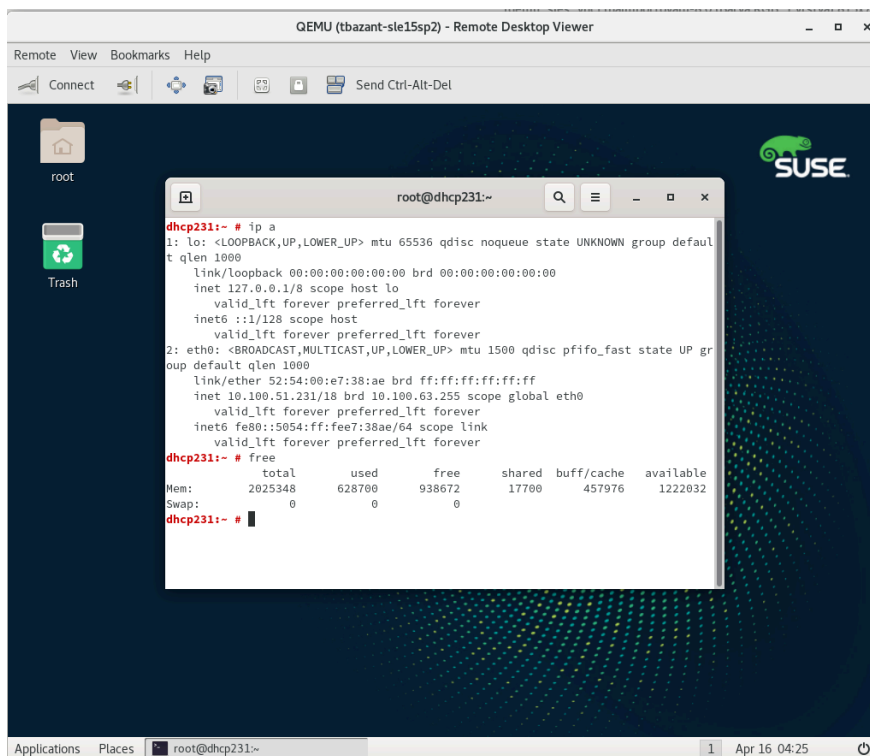 QEMU (tbazant-sle15sp2) - Remote Desktop Viewer
Remote View Bookmarks Help
Connect Send Ctrl-Alt-Del
root
SUSE
Trash
root@dhcp231:~
dhcp231:~ # ip a
1: lo: <LOOPBACK,UP,LOWER_UP> mtu 65536 qdisc noqueue state UNKNOWN group defaul
t qlen 1000
    link/loopback 00:00:00:00:00:00 brd 00:00:00:00:00:00
    inet 127.0.0.1/8 scope host lo
       valid_lft forever preferred_lft forever
    inet6 ::1/128 scope host
       valid_lft forever preferred_lft forever
2: eth0: <BROADCAST,MULTICAST,UP,LOWER_UP> mtu 1500 qdisc pfifo_fast state UP gr
oup default qlen 1000
    link/ether 52:54:00:e7:38:ae brd ff:ff:ff:ff:ff:ff
    inet 10.100.51.231/18 brd 10.100.63.255 scope global eth0
       valid_lft forever preferred_lft forever
    inet6 fe80::5054:ff:fee7:38ae/64 scope link
       valid_lft forever preferred_lft forever
dhcp231:~ # free
              total        used        free      shared  buff/cache   available
Mem:        2025348      628700      938672       17700      457976     1222032
Swap:             0           0           0
dhcp231:~ #
Applications Places root@dhcp231:~ 1 Apr 16 04:25